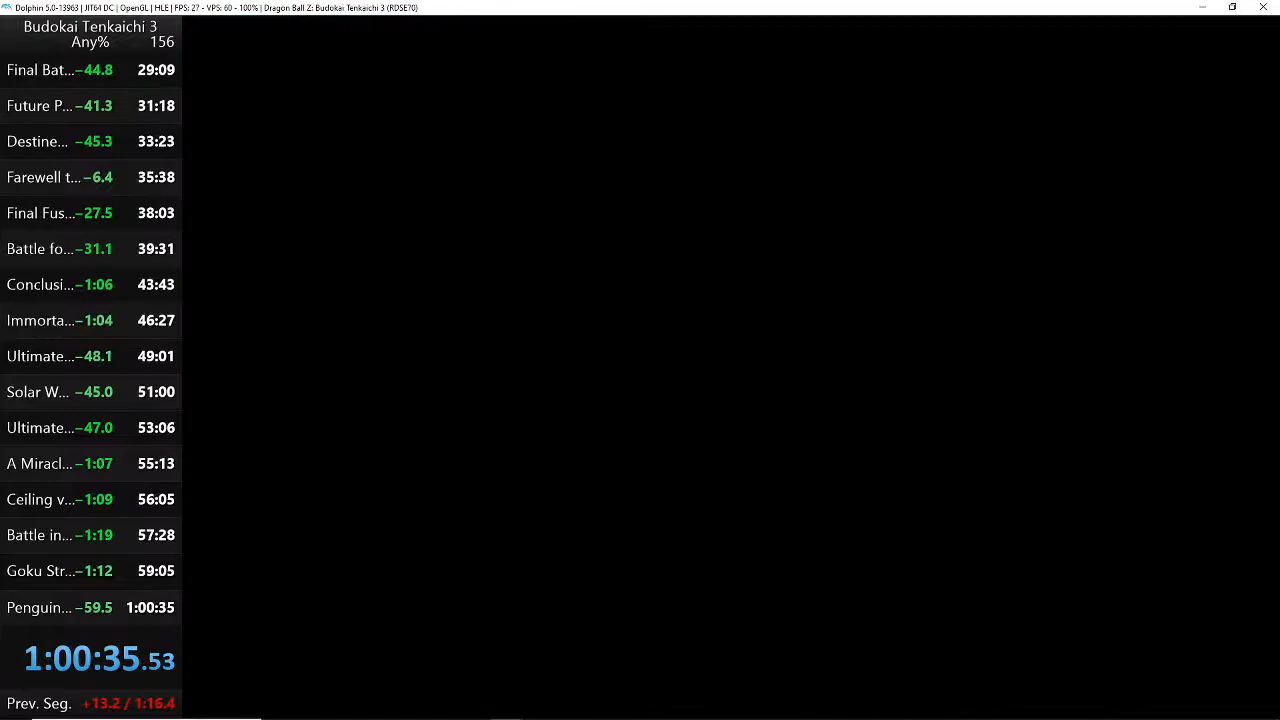 Dolphin 5.0-13963 | JIT64 DC | OpenGL | HLE | FPS: 27 - VPS: 60 - 100% | Dragon Ball Z: Budokai Tenkaichi 3 (RDSE70)
Budokai Tenkaichi 3
Any% 156
Final Bat... −44.8 29:09
Future P... −41.3 31:18
Destine... −45.3 33:23
Farewell t... −6.4 35:38
Final Fus... −27.5 38:03
Battle fo... −31.1 39:31
Conclusi... −1:06 43:43
Immorta... −1:04 46:27
Ultimate... −48.1 49:01
Solar W... −45.0 51:00
Ultimate... −47.0 53:06
A Miracl... −1:07 55:13
Ceiling v... −1:09 56:05
Battle in... −1:19 57:28
Goku Str... −1:12 59:05
Penguin... −59.5 1:00:35
1:00:35.53
Prev. Seg. +13.2 / 1:16.4